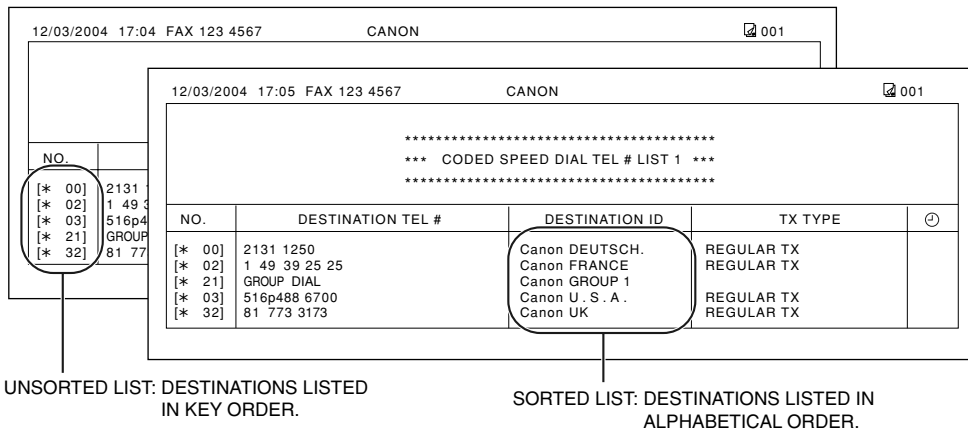 12/03/2004 17:04 FAX 123 4567 CANON 001
NO.
[* 00] 2131
[* 02] 1 49
[* 03] 516p4
[* 21] GROUP
[* 32] 81 77
12/03/2004 17:05 FAX 123 4567 CANON 001
****************************************
*** CODED SPEED DIAL TEL # LIST 1 ***
****************************************
NO. DESTINATION TEL # DESTINATION ID TX TYPE
[* 00] 2131 1250 Canon DEUTSCH. REGULAR TX
[* 02] 1 49 39 25 25 Canon FRANCE REGULAR TX
[* 21] GROUP DIAL Canon GROUP 1
[* 03] 516p488 6700 Canon U.S.A. REGULAR TX
[* 32] 81 773 3173 Canon UK REGULAR TX
UNSORTED LIST: DESTINATIONS LISTED
IN KEY ORDER.
SORTED LIST: DESTINATIONS LISTED IN
ALPHABETICAL ORDER.